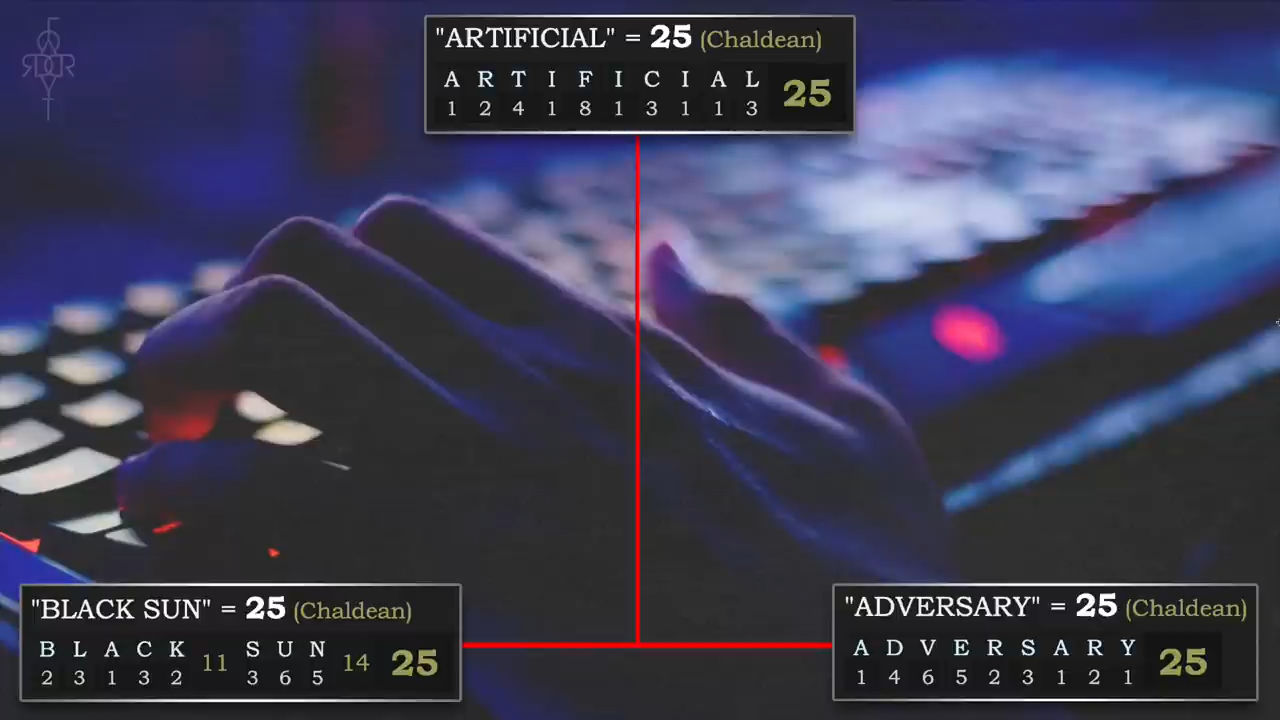 "ARTIFICIAL" = 25 (Chaldean)
A R T I F I C I A L 25
1 2 4 1 8 1 3 1 1 3
"BLACK SUN" = 25 (Chaldean)
B L A C K 11 S U N 14 25
2 3 1 3 2 3 6 5
"ADVERSARY" = 25 (Chaldean)
A D V E R S A R Y 25
1 4 6 5 2 3 1 2 1